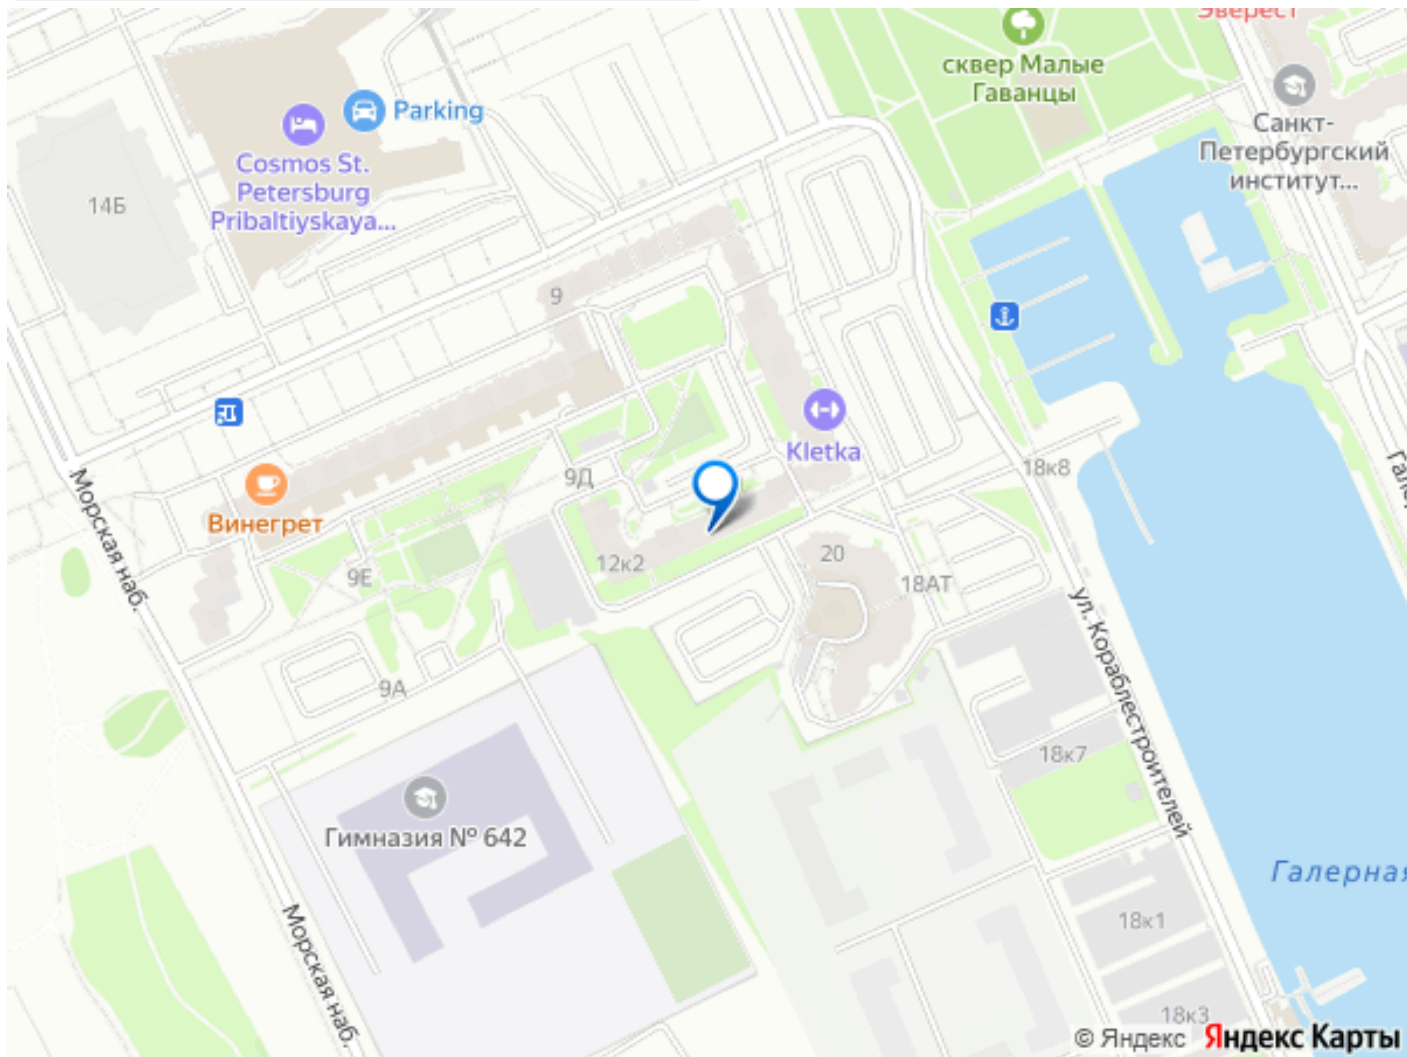 Эверест
сквер Малые
Гаванцы
Санкт-
Петербургский
институт...
Parking
Cosmos St.
Petersburg
Pribaltiyskaya...
14Б
9
Kletka
18к8
9Д
Винегрет
Морская наб.
12к2
20
9Е
18АТ
ул. Кораблестроителей
9А
18к7
Гимназия № 642
Галерная
18к1
Морская наб.
18к3
© Яндекс Яндекс Карты